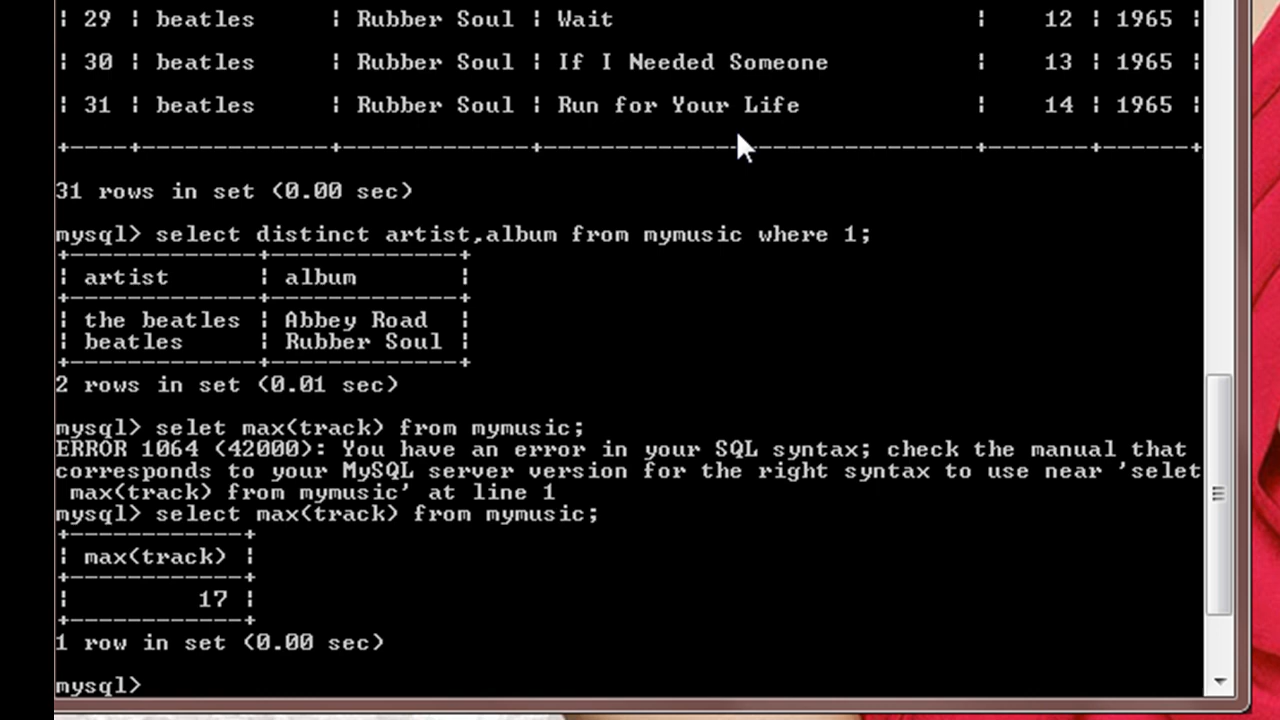 ¦ 29 ¦ beatles ¦ Rubber Soul ¦ Wait ¦ 12 ¦ 1965 ¦
¦ 30 ¦ beatles ¦ Rubber Soul ¦ If I Needed Someone ¦ 13 ¦ 1965 ¦
¦ 31 ¦ beatles ¦ Rubber Soul ¦ Run for Your Life ¦ 14 ¦ 1965 ¦
+----+--------------+-------------+------------------------------+-------+------+
31 rows in set (0.00 sec)
mysql> select distinct artist,album from mymusic where 1;
+-------------+-------------+
¦ artist ¦ album ¦
+-------------+-------------+
¦ the beatles ¦ Abbey Road ¦
¦ beatles ¦ Rubber Soul ¦
+-------------+-------------+
2 rows in set (0.01 sec)
mysql> selet max(track) from mymusic;
ERROR 1064 (42000): You have an error in your SQL syntax; check the manual that
corresponds to your MySQL server version for the right syntax to use near 'selet
max(track) from mymusic' at line 1
mysql> select max(track) from mymusic;
+------------+
¦ max(track) ¦
+------------+
¦ 17 ¦
+------------+
1 row in set (0.00 sec)
mysql>